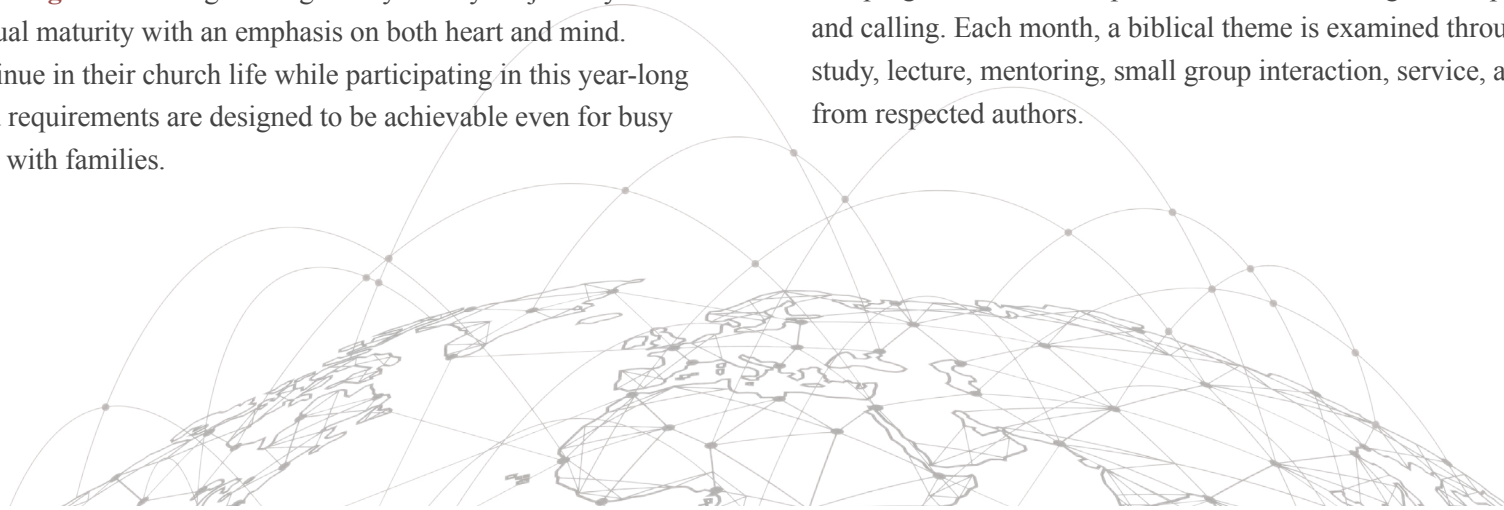 ual maturity with an emphasis on both heart and mind.
inue in their church life while participating in this year-long
requirements are designed to be achievable even for busy
with families.
and calling. Each month, a biblical theme is examined throu
study, lecture, mentoring, small group interaction, service, a
from respected authors.